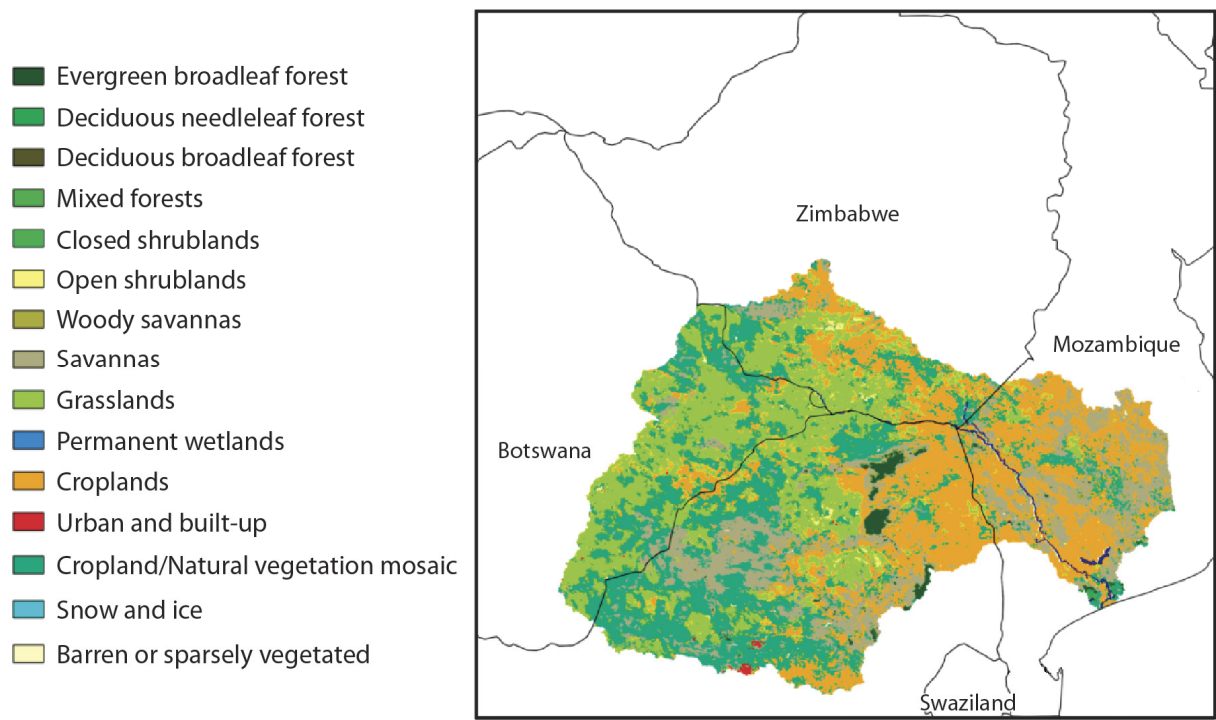 Evergreen broadleaf forest
Deciduous needleleaf forest
Deciduous broadleaf forest
Mixed forests
Closed shrublands
Open shrublands
Woody savannas
Savannas
Grasslands
Permanent wetlands
Croplands
Urban and built-up
Cropland/Natural vegetation mosaic
Snow and ice
Barren or sparsely vegetated
Zimbabwe
Mozambique
Botswana
Swaziland